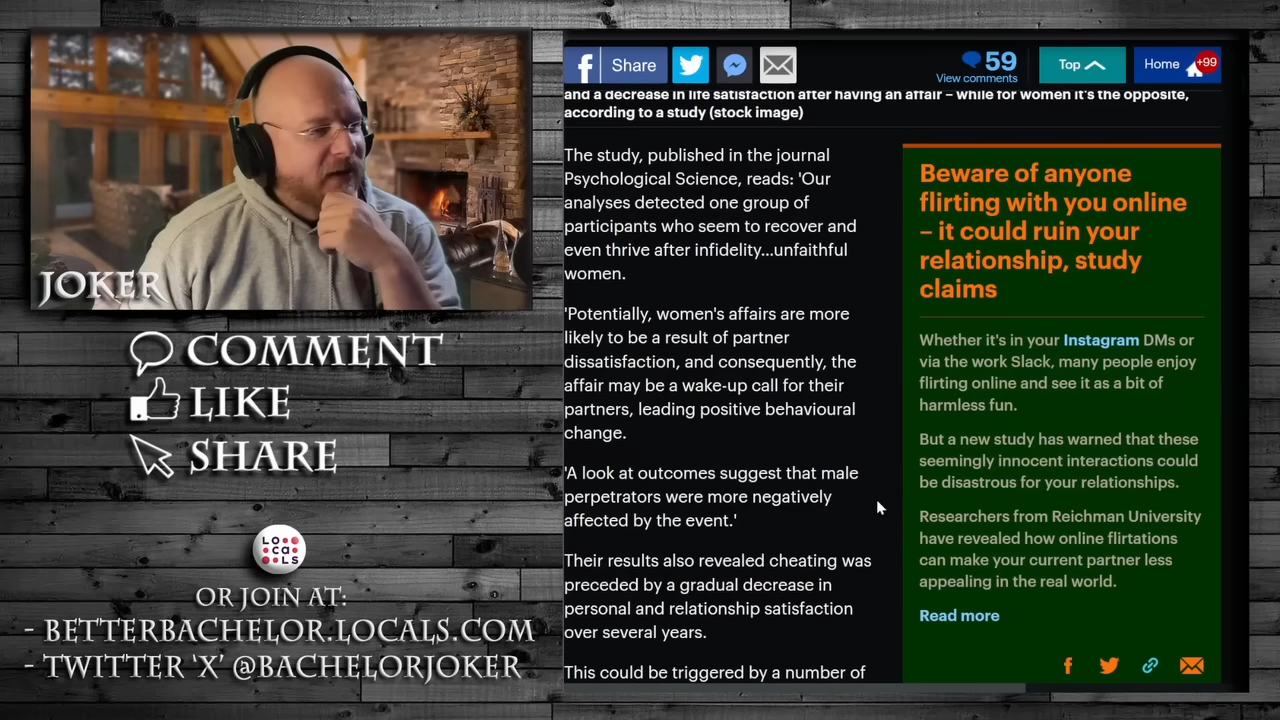 JOKER
COMMENT
LIKE
SHARE
LOCALS
OR JOIN AT:
- BETTERBACHELOR.LOCALS.COM
- TWITTER 'X' @BACHELORJOKER
f Share
59
View comments
Top
Home +99
and a decrease in life satisfaction after having an affair – while for women it's the opposite,
according to a study (stock image)
The study, published in the journal
Psychological Science, reads: 'Our
analyses detected one group of
participants who seem to recover and
even thrive after infidelity...unfaithful
women.
'Potentially, women's affairs are more
likely to be a result of partner
dissatisfaction, and consequently, the
affair may be a wake-up call for their
partners, leading positive behavioural
change.
'A look at outcomes suggest that male
perpetrators were more negatively
affected by the event.'
Their results also revealed cheating was
preceded by a gradual decrease in
personal and relationship satisfaction
over several years.
This could be triggered by a number of
Beware of anyone
flirting with you online
– it could ruin your
relationship, study
claims
Whether it's in your Instagram DMs or
via the work Slack, many people enjoy
flirting online and see it as a bit of
harmless fun.
But a new study has warned that these
seemingly innocent interactions could
be disastrous for your relationships.
Researchers from Reichman University
have revealed how online flirtations
can make your current partner less
appealing in the real world.
Read more